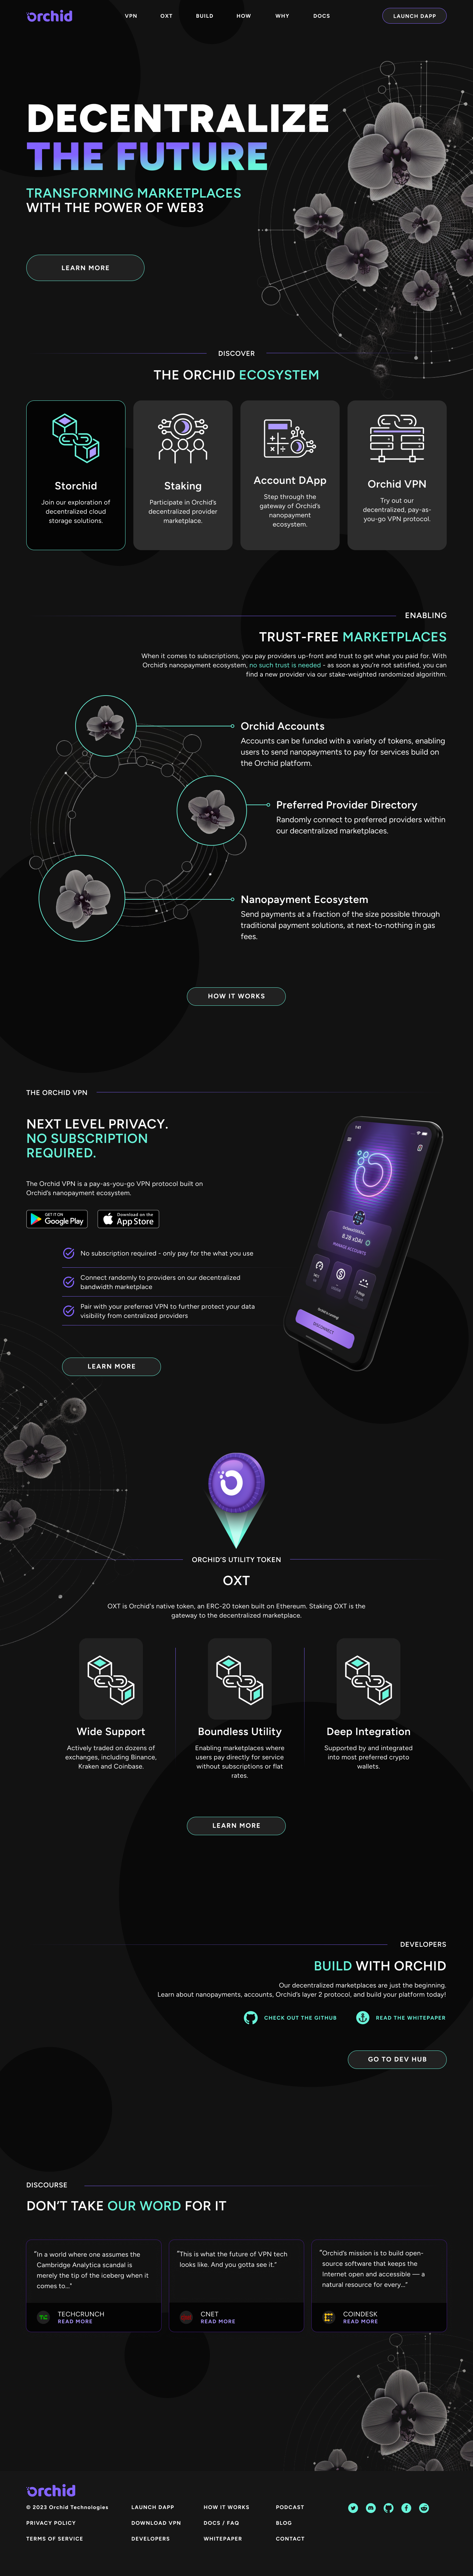 orchid
VPN OXT BUILD HOW WHY DOCS LAUNCH DAPP
DECENTRALIZE
THE FUTURE
TRANSFORMING MARKETPLACES
WITH THE POWER OF WEB3
LEARN MORE
DISCOVER
THE ORCHID ECOSYSTEM
Storchid
Join our exploration of
decentralized cloud
storage solutions.
Staking
Participate in Orchid's
decentralized provider
marketplace.
Account DApp
Step through the
gateway of Orchid's
nanopayment
ecosystem.
Orchid VPN
Try out our
decentralized, pay-as-
you-go VPN protocol.
ENABLING
TRUST-FREE MARKETPLACES
When it comes to subscriptions, you pay providers up-front and trust to get what you paid for. With
Orchid's nanopayment ecosystem, no such trust is needed - as soon as you're not satisfied, you can
find a new provider via our stake-weighted randomized algorithm.
Orchid Accounts
Accounts can be funded with a variety of tokens, enabling
users to send nanopayments to pay for services build on
the Orchid platform.
Preferred Provider Directory
Randomly connect to preferred providers within
our decentralized marketplaces.
Nanopayment Ecosystem
Send payments at a fraction of the size possible through
traditional payment solutions, at next-to-nothing in gas
fees.
HOW IT WORKS
THE ORCHID VPN
NEXT LEVEL PRIVACY.
NO SUBSCRIPTION
REQUIRED.
The Orchid VPN is a pay-as-you-go VPN protocol built on
Orchid's nanopayment ecosystem.
GET IT ON
Google Play
Download on the
App Store
No subscription required - only pay for the what you use
Connect randomly to providers on our decentralized
bandwidth marketplace
Pair with your preferred VPN to further protect your data
visibility from centralized providers
LEARN MORE
7:41
8.28 xDAI
MANAGE ACCOUNTS
DISCONNECT
ORCHID'S UTILITY TOKEN
OXT
OXT is Orchid's native token, an ERC-20 token built on Ethereum. Staking OXT is the
gateway to the decentralized marketplace.
Wide Support
Actively traded on dozens of
exchanges, including Binance,
Kraken and Coinbase.
Boundless Utility
Enabling marketplaces where
users pay directly for service
without subscriptions or flat
rates.
Deep Integration
Supported by and integrated
into most preferred crypto
wallets.
LEARN MORE
DEVELOPERS
BUILD WITH ORCHID
Our decentralized marketplaces are just the beginning.
Learn about nanopayments, accounts, Orchid's layer 2 protocol, and build your platform today!
CHECK OUT THE GITHUB READ THE WHITEPAPER
GO TO DEV HUB
DISCOURSE
DON'T TAKE OUR WORD FOR IT
"In a world where one assumes the
Cambridge Analytica scandal is
merely the tip of the iceberg when it
comes to..."
TECHCRUNCH
READ MORE
"This is what the future of VPN tech
looks like. And you gotta see it."
CNET
READ MORE
"Orchid's mission is to build open-
source software that keeps the
Internet open and accessible — a
natural resource for every..."
COINDESK
READ MORE
orchid
© 2023 Orchid Technologies LAUNCH DAPP HOW IT WORKS PODCAST
PRIVACY POLICY DOWNLOAD VPN DOCS / FAQ BLOG
TERMS OF SERVICE DEVELOPERS WHITEPAPER CONTACT